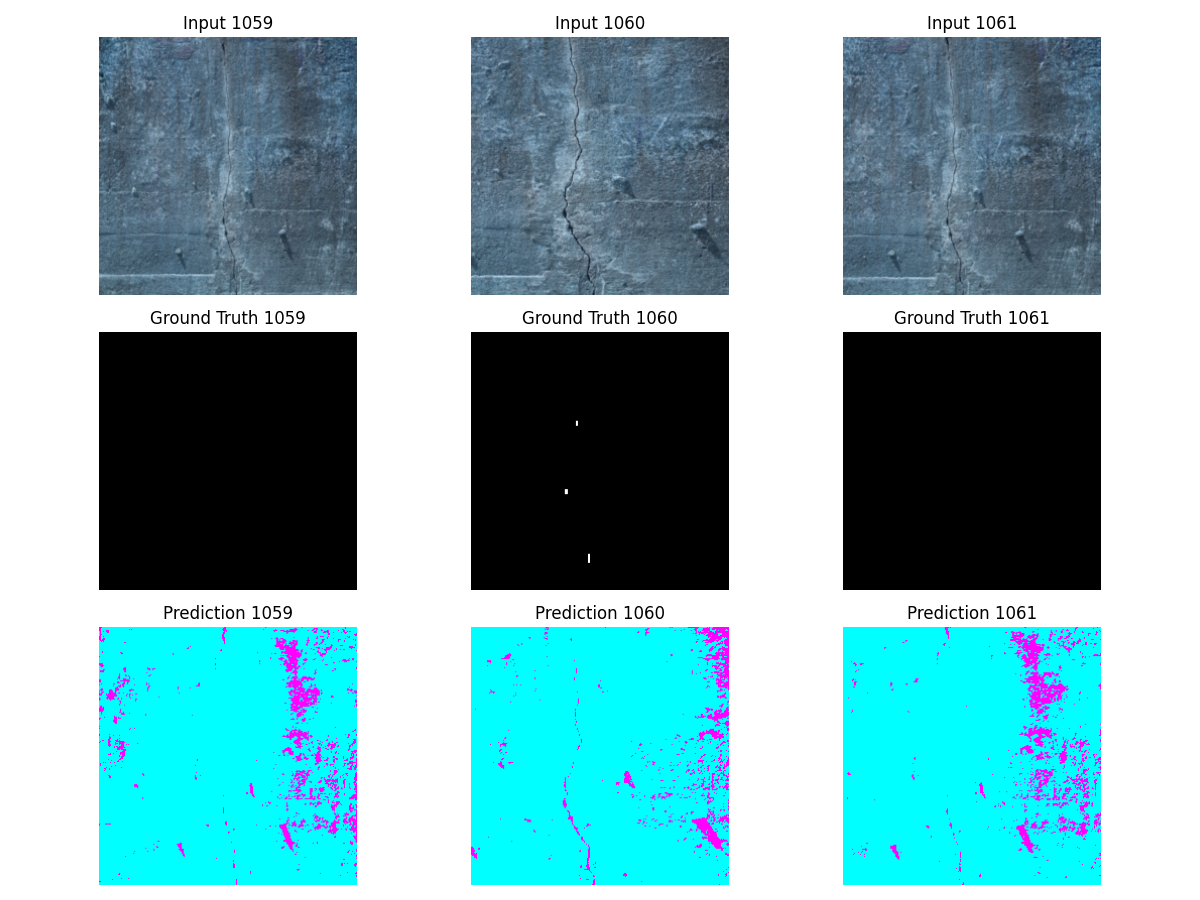 Input 1059
Input 1060
Input 1061
Ground Truth 1059
Ground Truth 1060
Ground Truth 1061
Prediction 1059
Prediction 1060
Prediction 1061